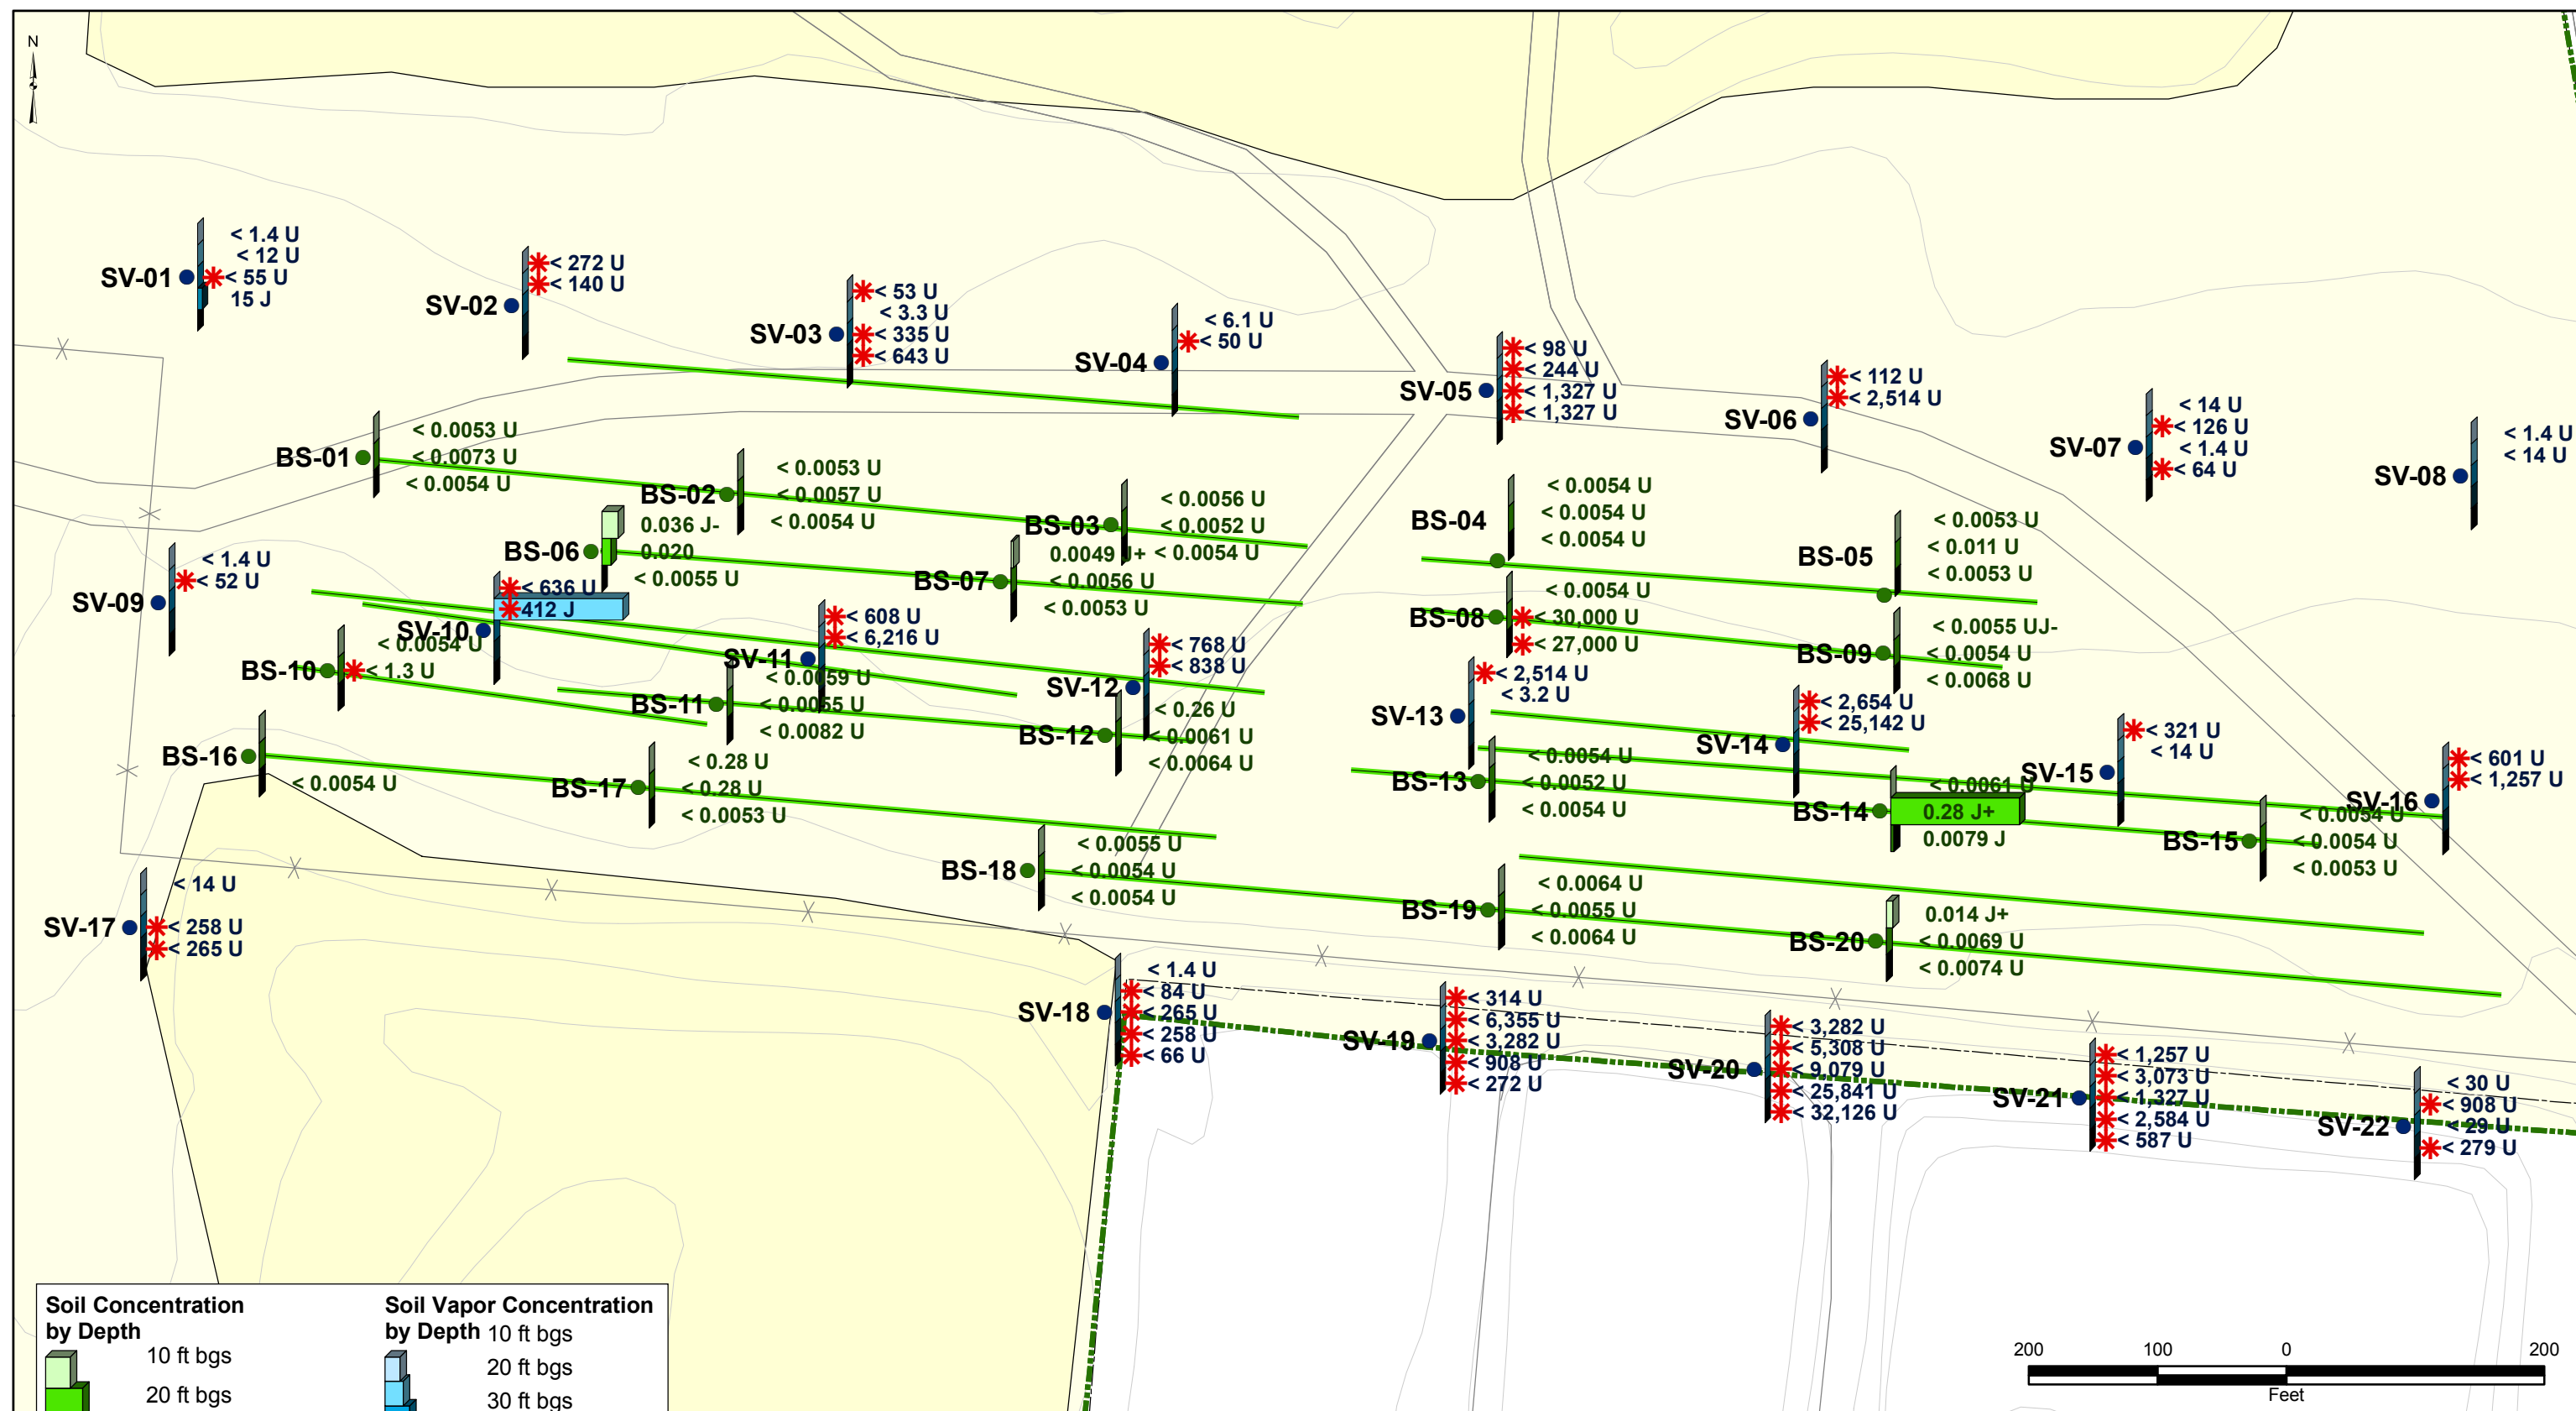 N
SV-01
< 1.4 U
< 12 U
< 55 U
15 J
SV-02
< 272 U
< 140 U
SV-03
< 53 U
< 3.3 U
< 335 U
< 643 U
SV-04
< 6.1 U
< 50 U
SV-05
< 98 U
< 244 U
< 1,327 U
< 1,327 U
SV-06
< 112 U
< 2,514 U
SV-07
< 14 U
< 126 U
< 1.4 U
< 64 U
SV-08
< 1.4 U
< 14 U
BS-01
< 0.0053 U
< 0.0073 U
< 0.0054 U
BS-02
< 0.0053 U
< 0.0057 U
< 0.0054 U
BS-03
< 0.0056 U
< 0.0052 U
< 0.0054 U
BS-04
< 0.0054 U
< 0.0054 U
< 0.0054 U
BS-05
< 0.0053 U
< 0.011 U
< 0.0053 U
BS-06
0.036 J-
0.020
< 0.0055 U
BS-07
0.0049 J+
< 0.0056 U
< 0.0053 U
BS-08
< 0.0054 U
< 30,000 U
< 27,000 U
BS-09
< 0.0055 UJ-
< 0.0054 U
< 0.0068 U
SV-09
< 1.4 U
< 52 U
SV-10
< 636 U
412 J
SV-11
< 608 U
< 6,216 U
SV-12
< 768 U
< 838 U
SV-13
< 2,514 U
< 3.2 U
SV-14
< 2,654 U
< 25,142 U
SV-15
< 321 U
< 14 U
SV-16
< 601 U
< 1,257 U
BS-10
< 0.0054 U
< 1.3 U
BS-11
< 0.0059 U
< 0.0055 U
< 0.0082 U
BS-12
< 0.26 U
< 0.0061 U
< 0.0064 U
BS-13
< 0.0054 U
< 0.0052 U
< 0.0054 U
BS-14
< 0.0061 U
0.28 J+
0.0079 J
BS-15
< 0.0054 U
< 0.0054 U
< 0.0053 U
BS-16
< 0.0054 U
BS-17
< 0.28 U
< 0.28 U
< 0.0053 U
BS-18
< 0.0055 U
< 0.0054 U
< 0.0054 U
BS-19
< 0.0064 U
< 0.0055 U
< 0.0064 U
BS-20
0.014 J+
< 0.0069 U
< 0.0074 U
SV-17
< 14 U
< 258 U
< 265 U
SV-18
< 1.4 U
< 84 U
< 265 U
< 258 U
< 66 U
SV-19
< 314 U
< 6,355 U
< 3,282 U
< 908 U
< 272 U
SV-20
< 3,282 U
< 5,308 U
< 9,079 U
< 25,841 U
< 32,126 U
SV-21
< 1,257 U
< 3,073 U
< 1,327 U
< 2,584 U
< 587 U
SV-22
< 30 U
< 908 U
< 29 U
< 279 U
Soil Concentration
by Depth
10 ft bgs
20 ft bgs
Soil Vapor Concentration
by Depth
10 ft bgs
20 ft bgs
30 ft bgs
200 100 0 200
Feet